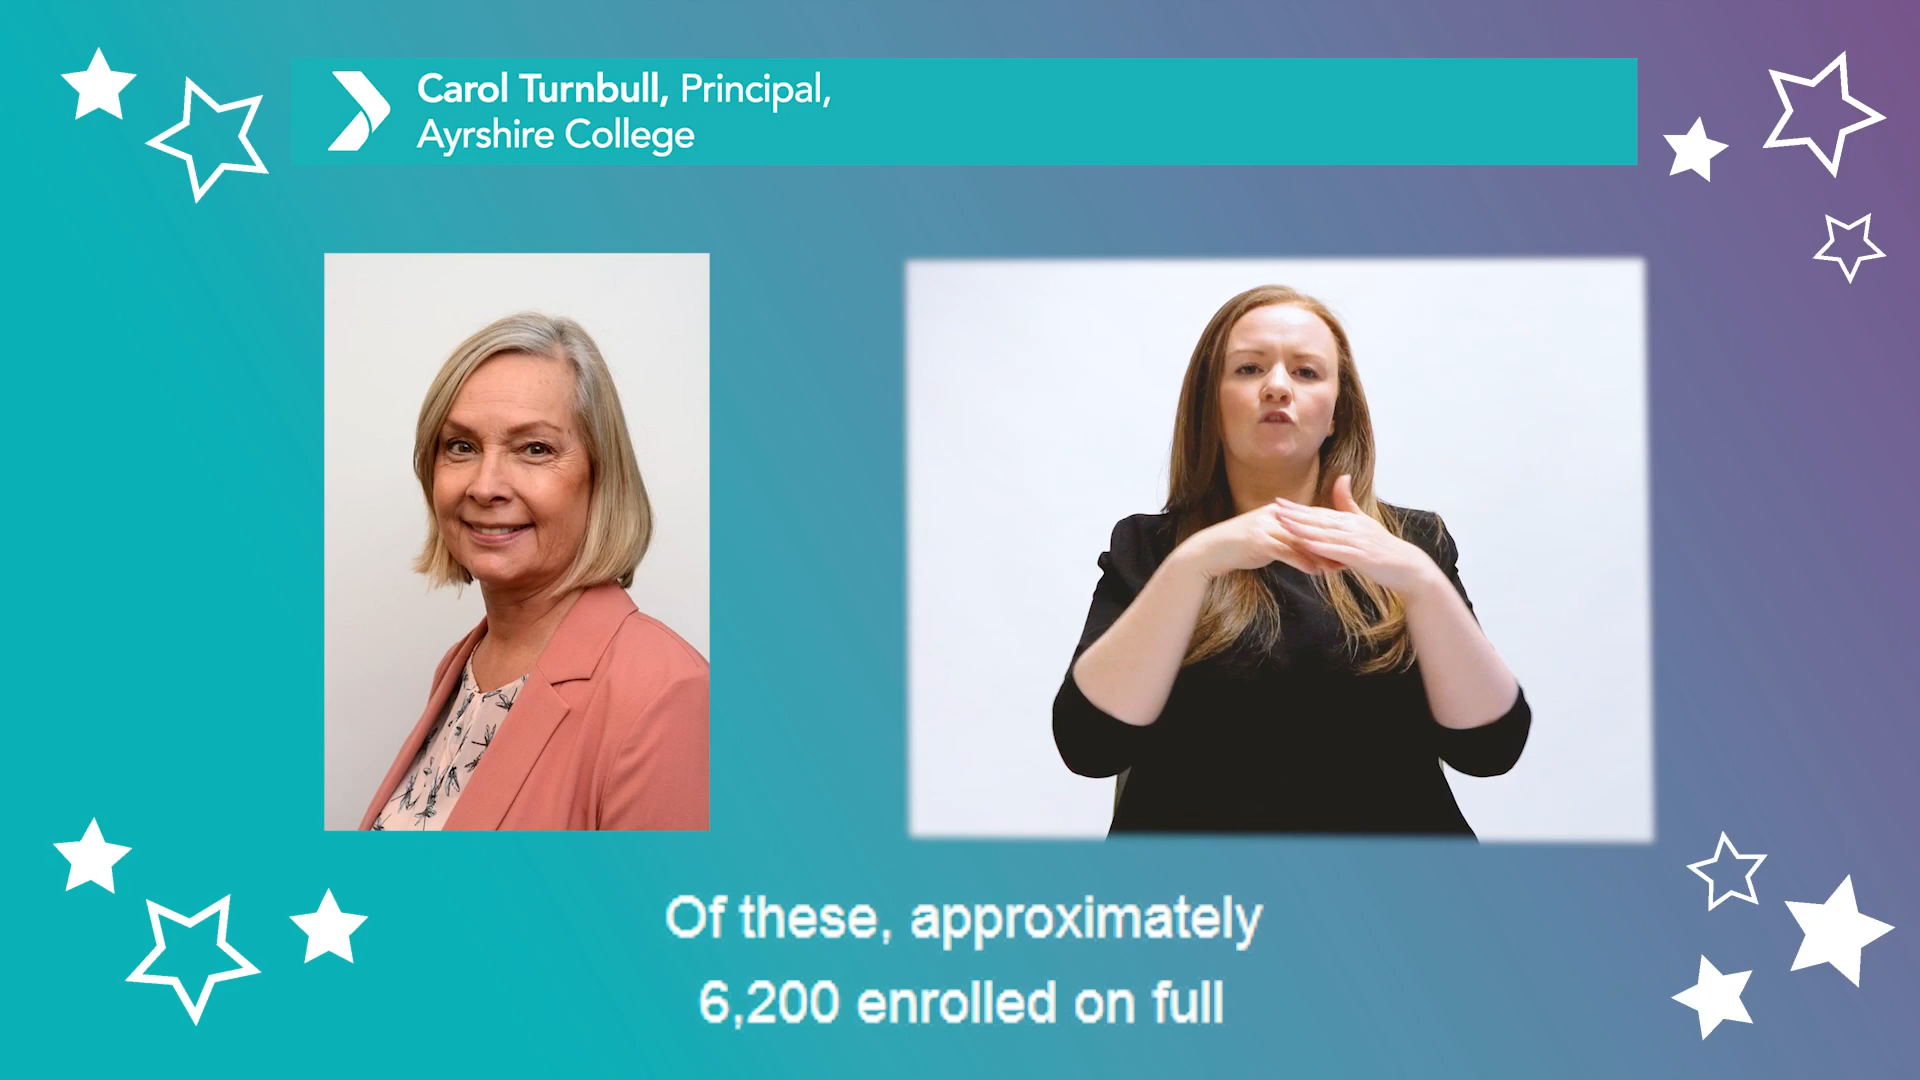 Carol Turnbull, Principal,
Ayrshire College
Of these, approximately
6,200 enrolled on full